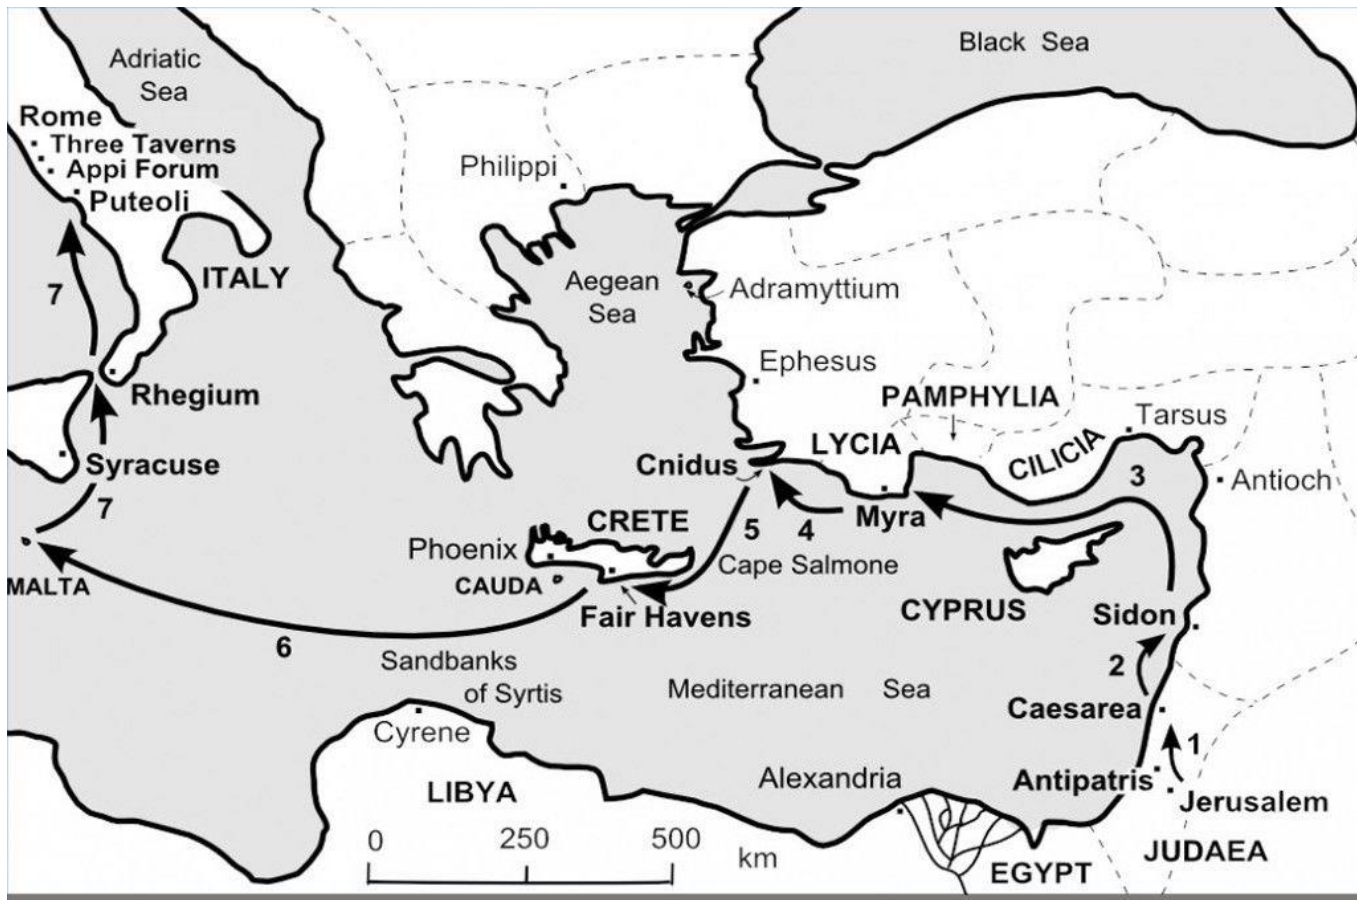 Adriatic
Sea
Black Sea
Rome
Three Taverns
Appi Forum
Puteoli
Philippi
ITALY
Aegean
Sea
Adramyttium
7
Ephesus
PAMPHYLIA
Rhegium
Tarsus
LYCIA
CILICIA
Syracuse
Cnidus
3
Antioch
7
CRETE
5
4
Myra
Phoenix
Cape Salmone
CAUDA
MALTA
Fair Havens
CYPRUS
Sidon
6
Sandbanks
of Syrtis
2
Mediterranean Sea
Caesarea
Cyrene
1
Alexandria
Antipatris
LIBYA
Jerusalem
0 250 500
km
JUDAEA
EGYPT